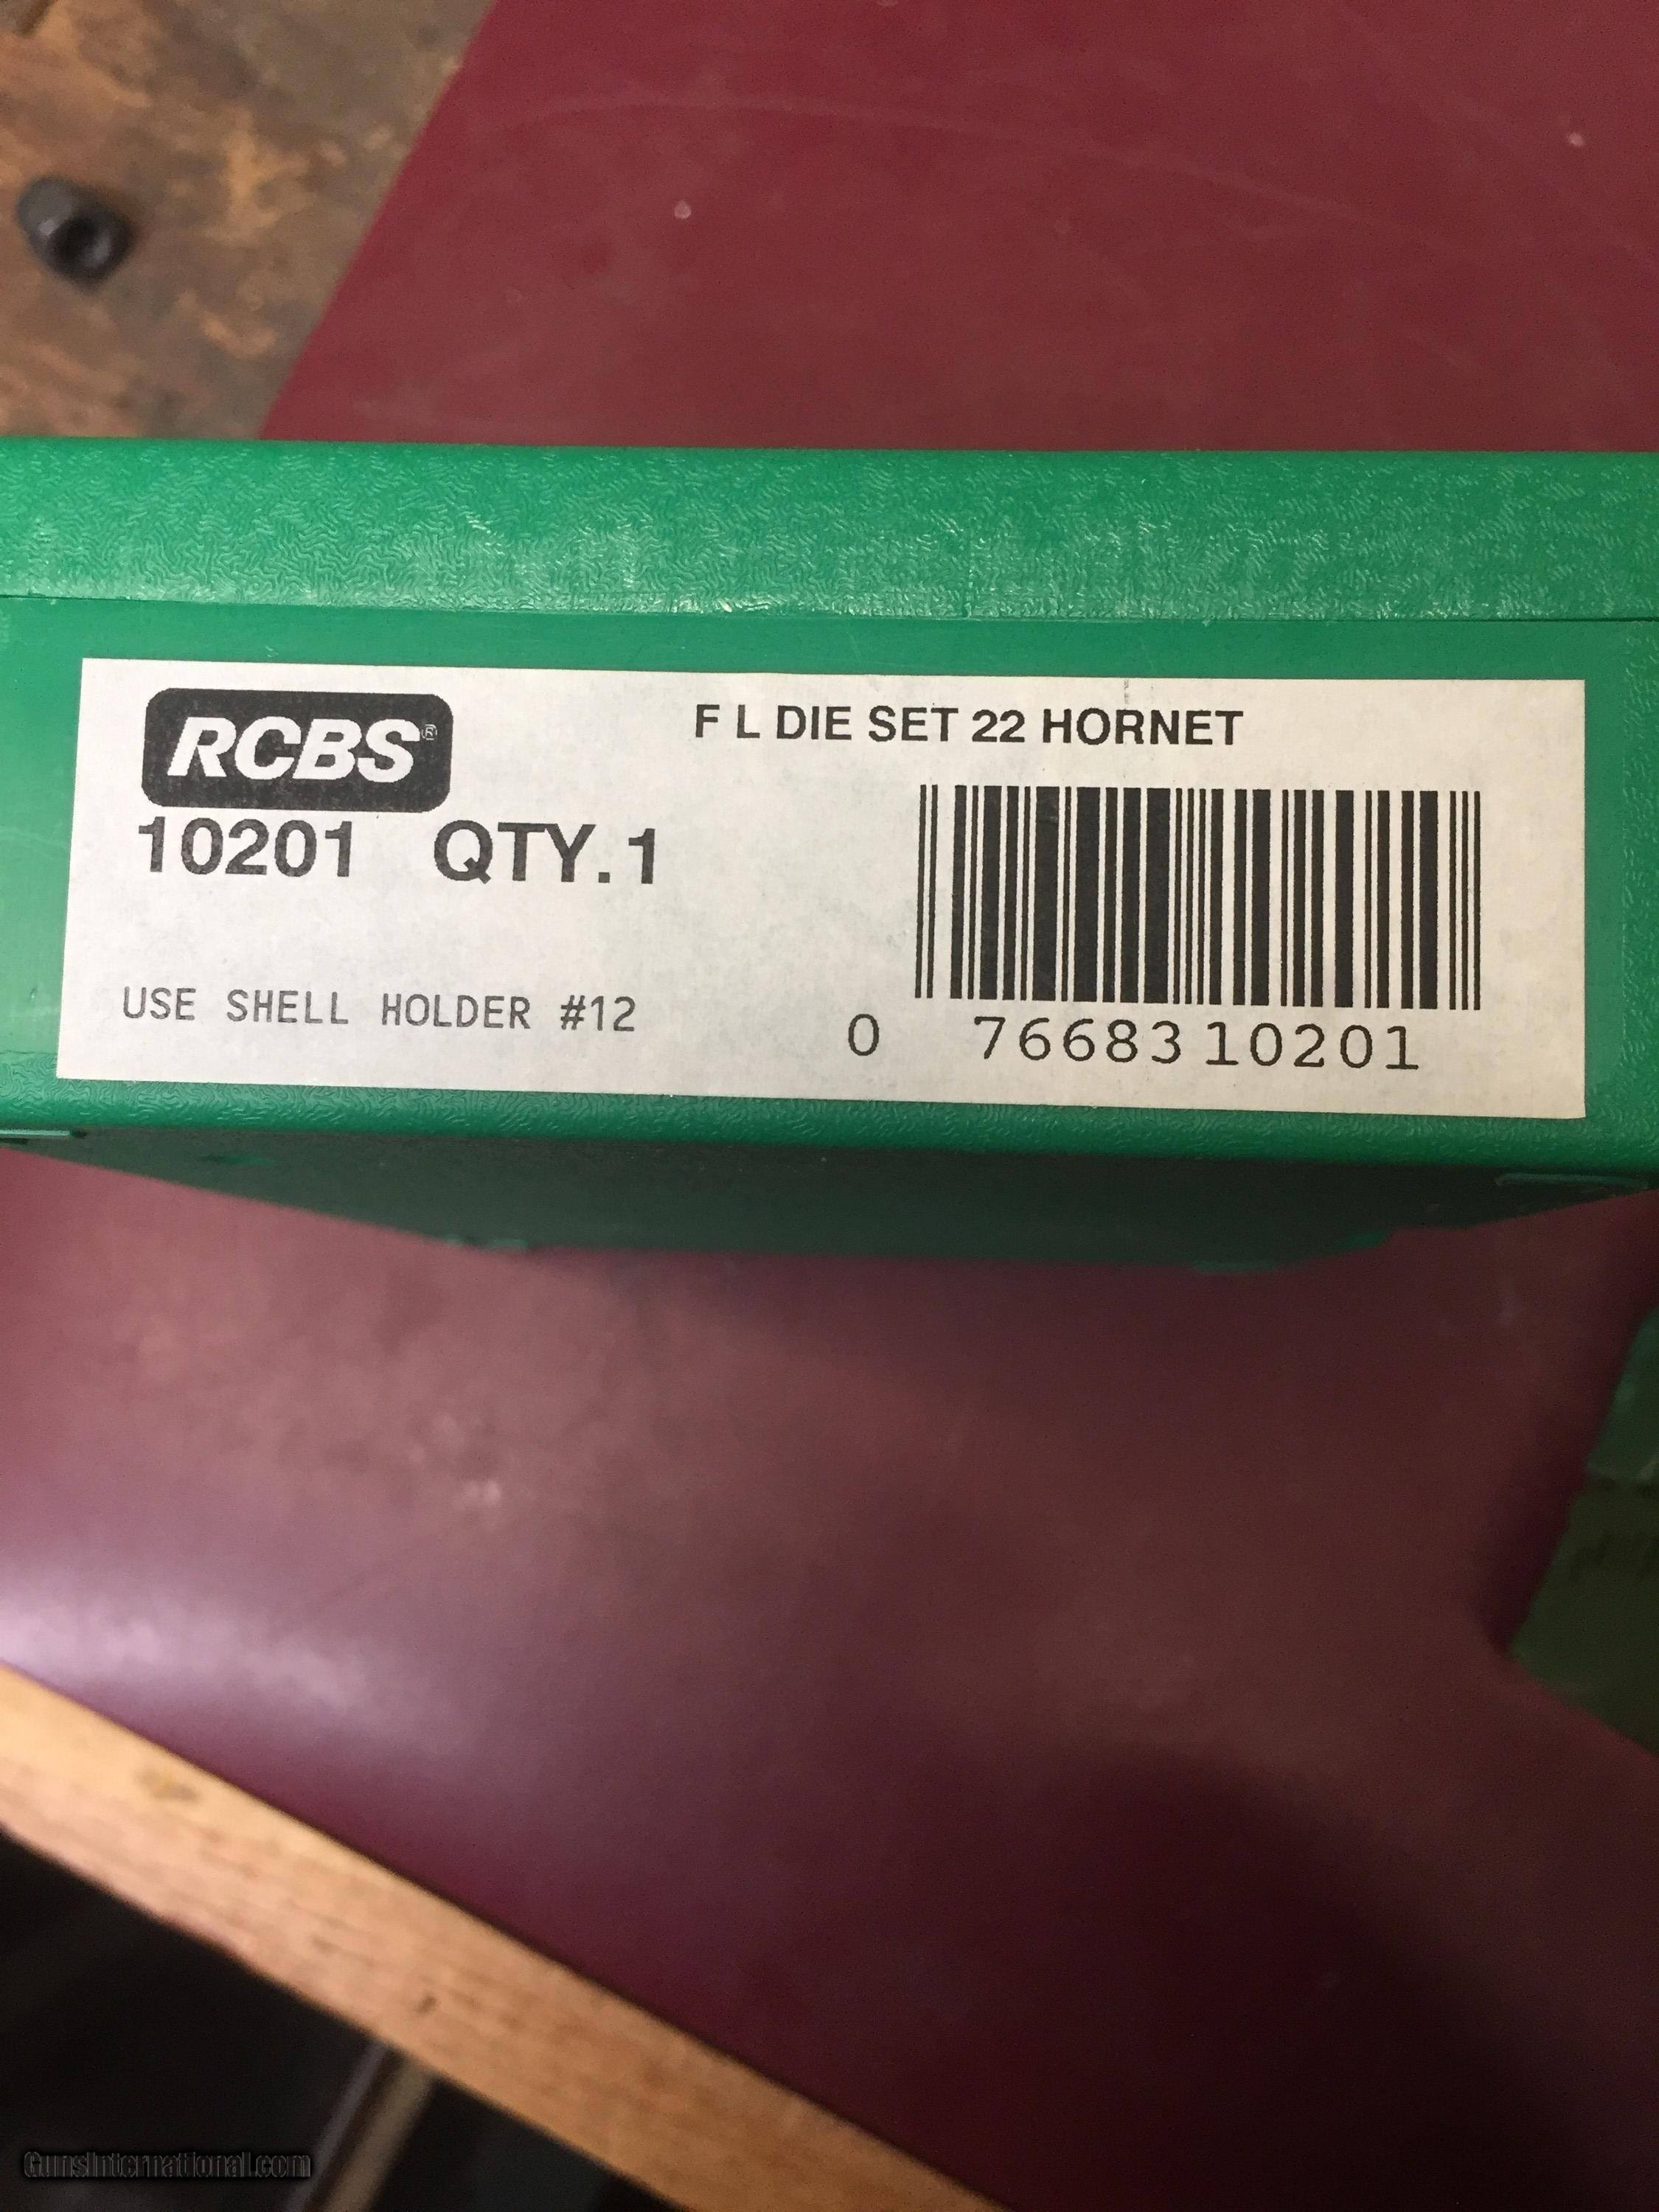 RCBS®
F L DIE SET 22 HORNET
10201 QTY.1
USE SHELL HOLDER #12
0 76683 10201
GunsInternational.com